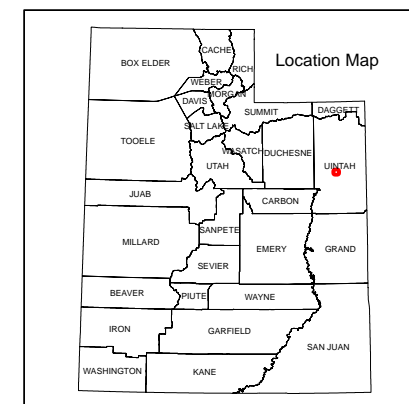 Location Map
CACHE
BOX ELDER
RICH
WEBER
MORGAN
DAVIS
SUMMIT
DAGGETT
SALT LAKE
TOOELE
WASATCH
DUCHESNE
UTAH
UINTAH
JUAB
CARBON
SANPETE
MILLARD
EMERY
GRAND
SEVIER
BEAVER
PIUTE
WAYNE
IRON
GARFIELD
SAN JUAN
WASHINGTON
KANE